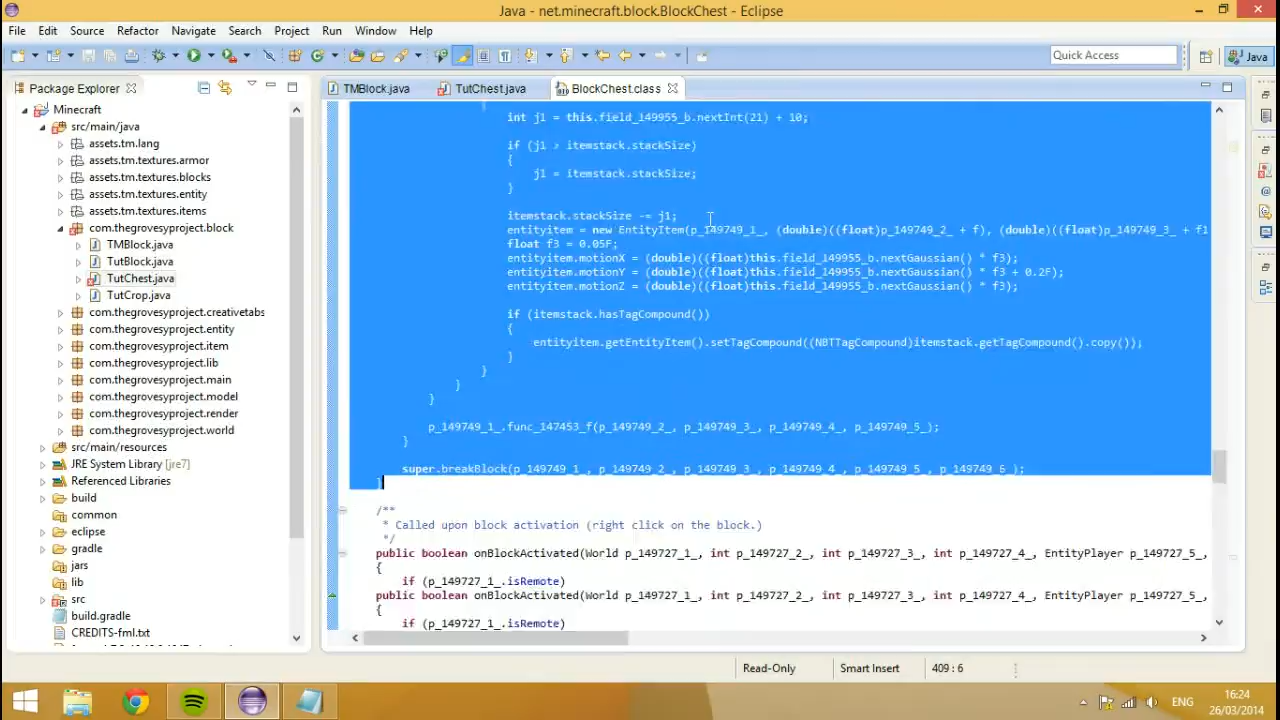 Java - net.minecraft.block.BlockChest - Eclipse
File Edit Source Refactor Navigate Search Project Run Window Help
Quick Access
Java
Package Explorer
TMBlock.java TutChest.java BlockChest.class
Minecraft
src/main/java
assets.tm.lang
assets.tm.textures.armor
assets.tm.textures.blocks
assets.tm.textures.entity
assets.tm.textures.items
com.thegrovesyproject.block
TMBlock.java
TutBlock.java
TutChest.java
TutCrop.java
com.thegrovesyproject.creativetabs
com.thegrovesyproject.entity
com.thegrovesyproject.item
com.thegrovesyproject.lib
com.thegrovesyproject.main
com.thegrovesyproject.model
com.thegrovesyproject.render
com.thegrovesyproject.world
src/main/resources
JRE System Library [jre7]
Referenced Libraries
build
common
eclipse
gradle
jars
lib
src
build.gradle
CREDITS-fml.txt
int j1 = this.field_149955_b.nextInt(21) + 10;
if (j1 > itemstack.stackSize)
{
j1 = itemstack.stackSize;
}
itemstack.stackSize -= j1;
entityitem = new EntityItem(p_149749_1_, (double)((float)p_149749_2_ + f), (double)((float)p_149749_3_ + f1
float f3 = 0.05F;
entityitem.motionX = (double)((float)this.field_149955_b.nextGaussian() * f3);
entityitem.motionY = (double)((float)this.field_149955_b.nextGaussian() * f3 + 0.2F);
entityitem.motionZ = (double)((float)this.field_149955_b.nextGaussian() * f3);
if (itemstack.hasTagCompound())
{
entityitem.getEntityItem().setTagCompound((NBTTagCompound)itemstack.getTagCompound().copy());
}
}
}
}
p_149749_1_.func_147453_f(p_149749_2_, p_149749_3_, p_149749_4_, p_149749_5_);
}
super.breakBlock(p_149749_1_, p_149749_2_, p_149749_3_, p_149749_4_, p_149749_5_, p_149749_6_);
}
/**
* Called upon block activation (right click on the block.)
*/
public boolean onBlockActivated(World p_149727_1_, int p_149727_2_, int p_149727_3_, int p_149727_4_, EntityPlayer p_149727_5_,
{
if (p_149727_1_.isRemote)
public boolean onBlockActivated(World p_149727_1_, int p_149727_2_, int p_149727_3_, int p_149727_4_, EntityPlayer p_149727_5_,
{
if (p_149727_1_.isRemote)
Read-Only Smart Insert 409 : 6
ENG
16:24
26/03/2014